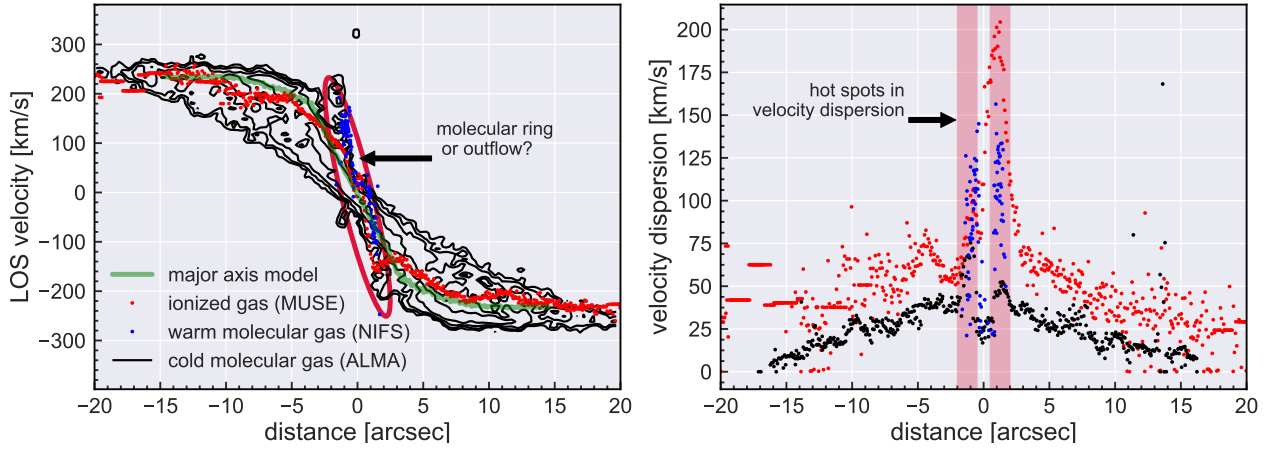 300
200
100
0
−100
−200
−300
LOS velocity [km/s]
molecular ring
or outflow?
major axis model
ionized gas (MUSE)
warm molecular gas (NIFS)
cold molecular gas (ALMA)
−20 −15 −10 −5 0 5 10 15 20
distance [arcsec]
200
175
150
125
100
75
50
25
0
velocity dispersion [km/s]
hot spots in
velocity dispersion
−20 −15 −10 −5 0 5 10 15 20
distance [arcsec]